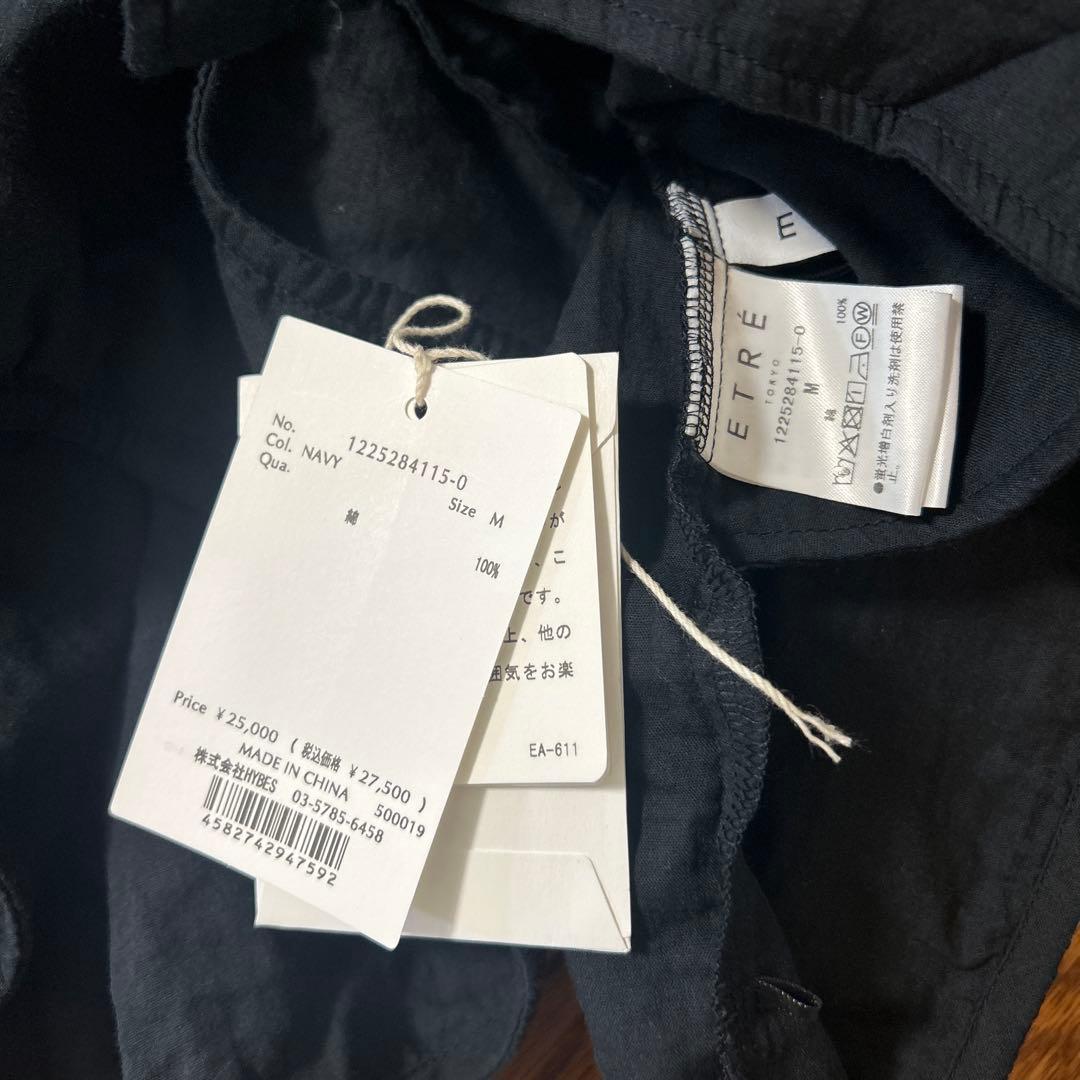 No. 1225284115-0
Col. NAVY Size M
Qua.
綿 100%
Price ¥25,000 ( 税込価格 ¥27,500 )
MADE IN CHINA 500019
株式会社HYBES 03-5785-6458
4582742947592
が
、こ
です。
上、他の
囲気をお楽
EA-611
E
ETRÉ
TOKYO
1225284115-0
M
綿 100%
F W
●蛍光増白剤入り洗剤は使用禁
止。